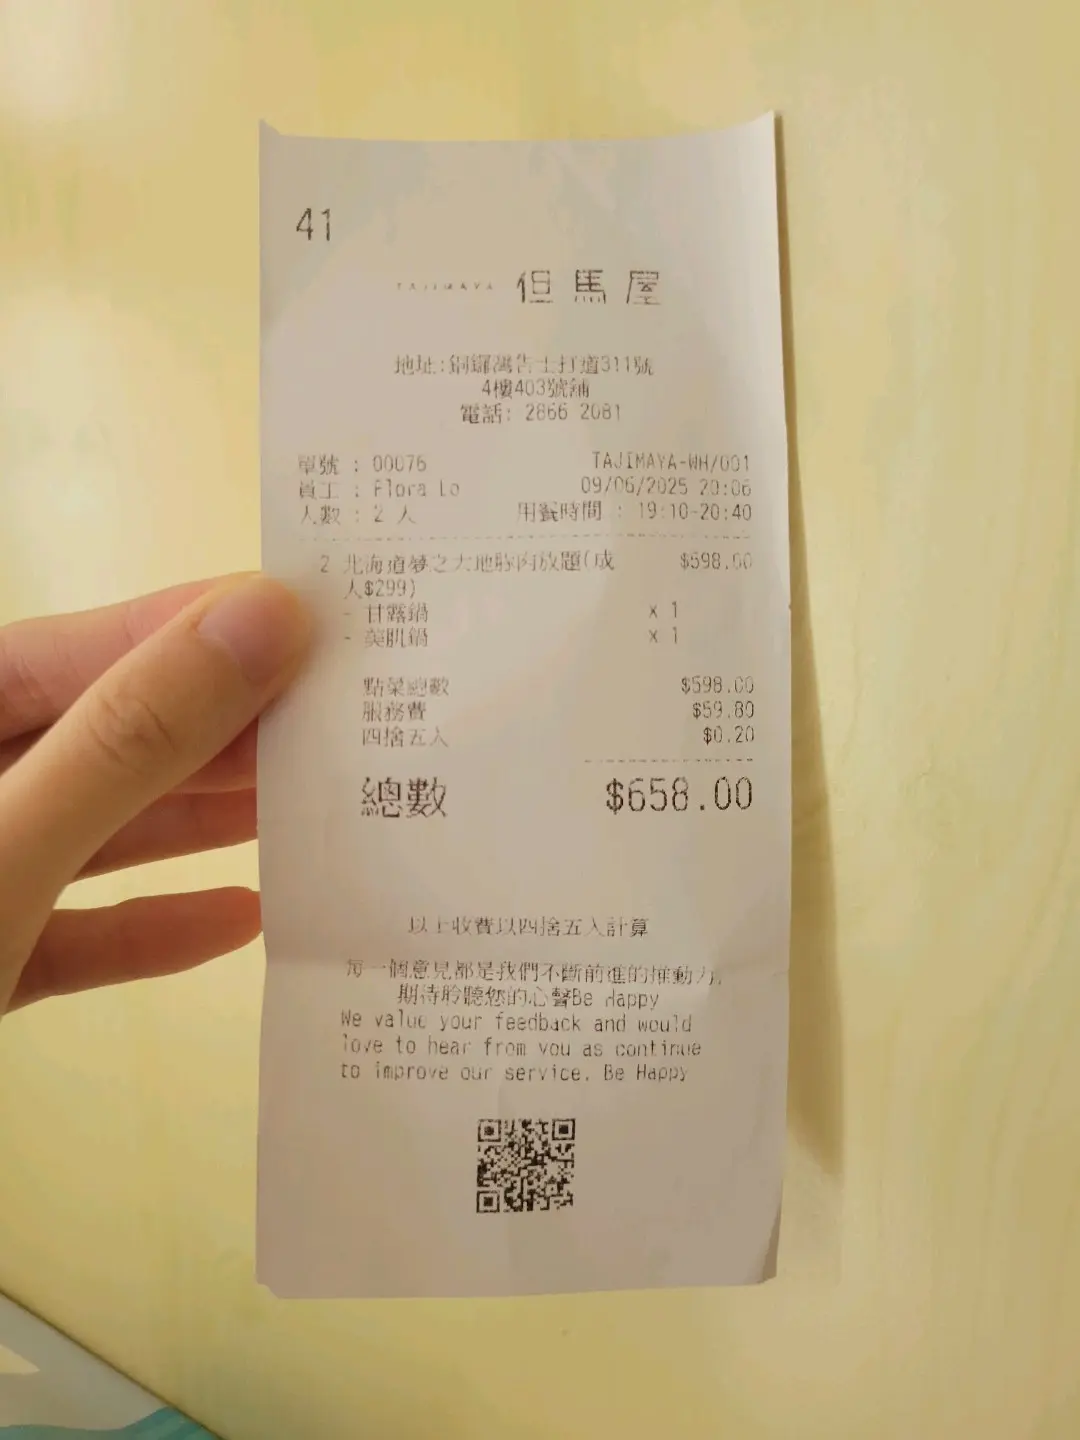 41
TAJIMAYA 但馬屋
地址:銅鑼灣告士打道311號
4樓403號舖
電話: 2866 2081
單號 : 00076 TAJIMAYA-WH/001
員工 : Flora Lo 09/06/2025 20:06
人數 : 2 人 用餐時間 : 19:10-20:40
2 北海道夢之大地豚肉放題(成 $598.00
人$299)
- 甘露鍋 x 1
- 美肌鍋 x 1
點菜總數 $598.00
服務費 $59.80
四捨五入 $0.20
總數 $658.00
以上收費以四捨五入計算
每一個意見都是我們不斷前進的推動力,
期待聆聽您的心聲Be Happy
We value your feedback and would
love to hear from you as continue
to improve our service. Be Happy